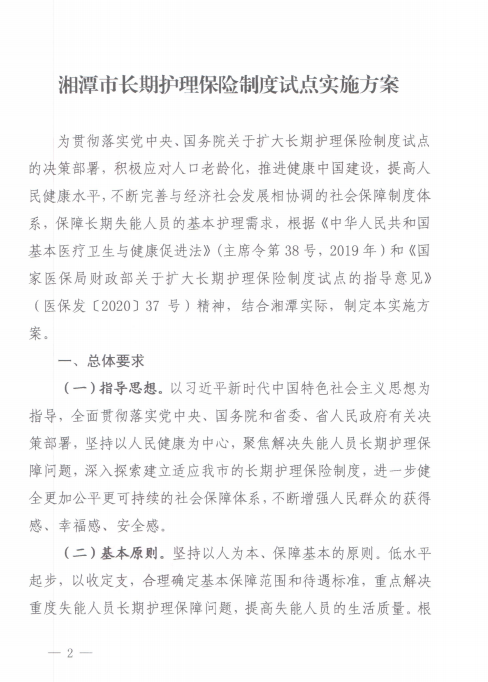 湘潭市长期护理保险制度试点实施方案
为贯彻落实党中央、国务院关于扩大长期护理保险制度试点
的决策部署，积极应对人口老龄化，推进健康中国建设，提高人
民健康水平，不断完善与经济社会发展相协调的社会保障制度体
系，保障长期失能人员的基本护理需求，根据《中华人民共和国
基本医疗卫生与健康促进法》（主席令第 38 号，2019 年）和《国
家医保局财政部关于扩大长期护理保险制度试点的指导意见》
（医保发〔2020〕37 号）精神，结合湘潭实际，制定本实施方
案。
一、总体要求
（一）指导思想。以习近平新时代中国特色社会主义思想为
指导，全面贯彻落实党中央、国务院和省委、省人民政府有关决
策部署，坚持以人民健康为中心，聚焦解决失能人员长期护理保
障问题，深入探索建立适应我市的长期护理保险制度，进一步健
全更加公平更可持续的社会保障体系，不断增强人民群众的获得
感、幸福感、安全感。
（二）基本原则。坚持以人为本、保障基本的原则。低水平
起步，以收定支，合理确定基本保障范围和待遇标准，重点解决
重度失能人员长期护理保障问题，提高失能人员的生活质量。根
— 2 —